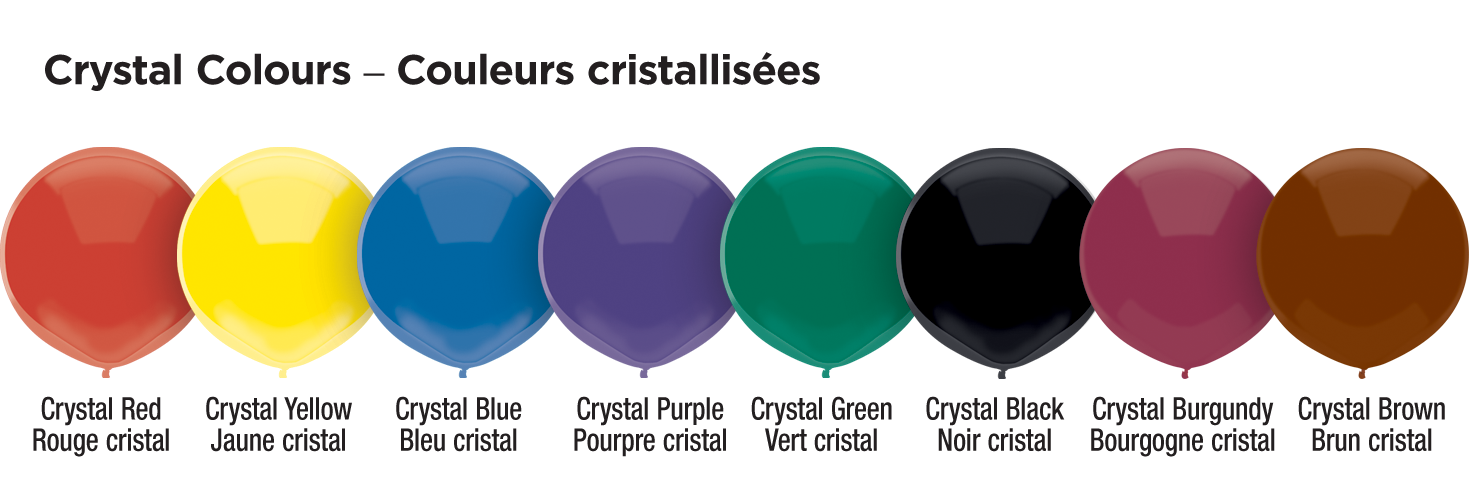 Crystal Colours – Couleurs cristallisées
Crystal Red
Rouge cristal
Crystal Yellow
Jaune cristal
Crystal Blue
Bleu cristal
Crystal Purple
Pourpre cristal
Crystal Green
Vert cristal
Crystal Black
Noir cristal
Crystal Burgundy
Bourgogne cristal
Crystal Brown
Brun cristal